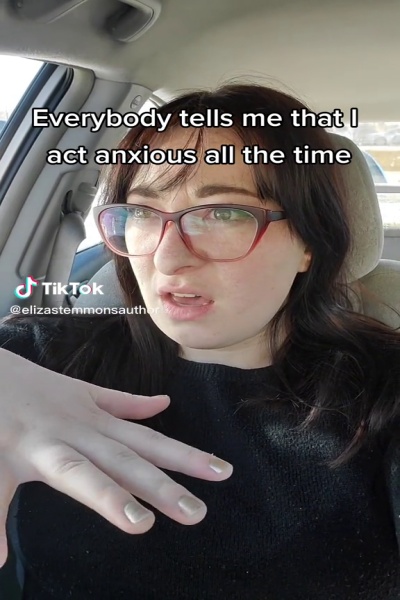 Everybody tells me that I
act anxious all the time
TikTok
@elizastemmonsauthor